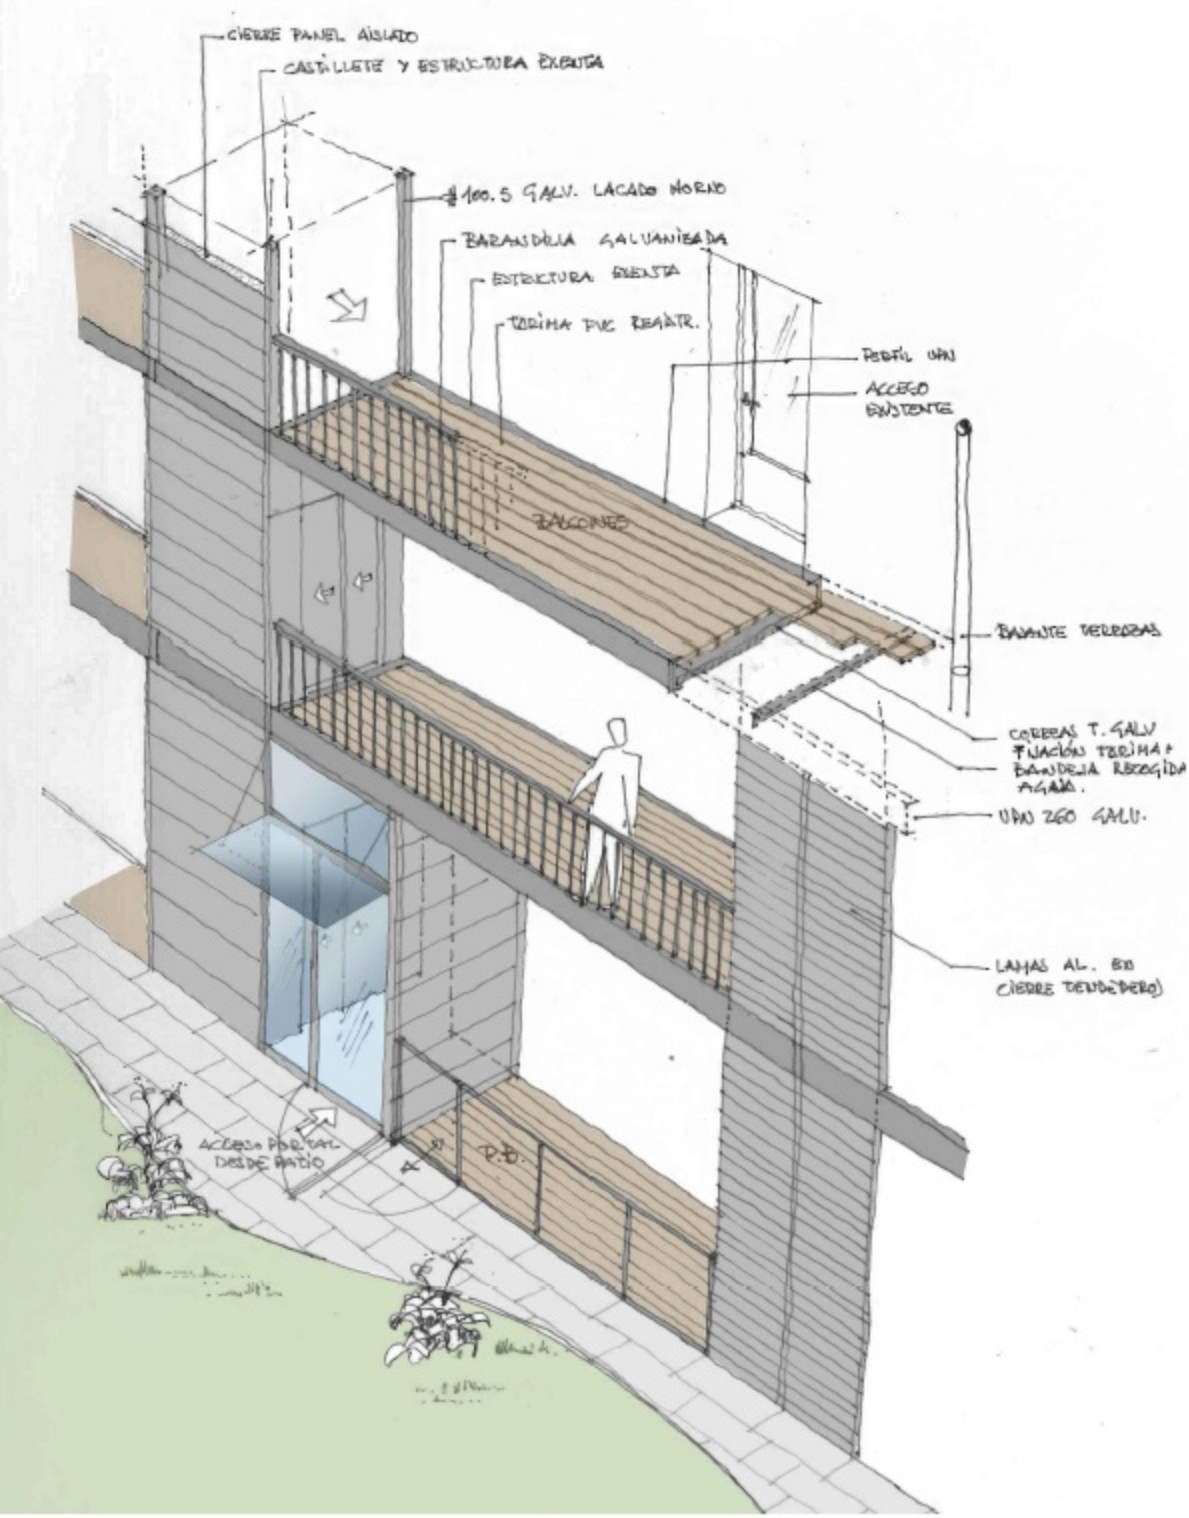 CIERRE PANEL AISLADO
CASTILLETE Y ESTRUCTURA EXENTA
# 100.5 GALV. LACADO HORNO
BARANDILLA GALVANIZADA
ESTRUCTURA EXENTA
TARIMA PVC REGISTR.
PERFIL UPN
ACCESO
EXISTENTE
BALCONES
BAJANTE TERRAZAS
CORREAS T. GALV
FIJACIÓN TARIMA +
BANDEJA RECOGIDA
AGUA.
UPN 260 GALV.
LAMAS AL. EN
CIERRE TENDEDEROS
ACCESO PORTAL
DESDE PATIO
P.B.